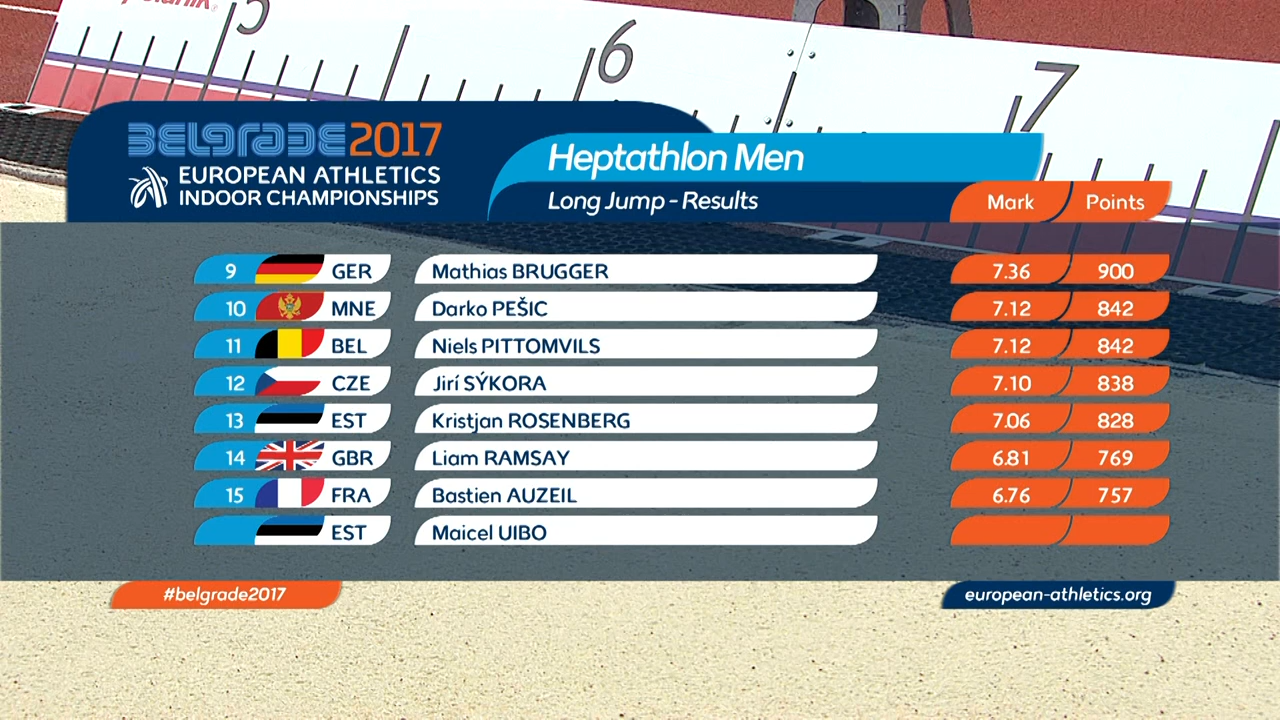 5
6
7
BELGRADE 2017
EUROPEAN ATHLETICS
INDOOR CHAMPIONSHIPS
Heptathlon Men
Long Jump - Results
Mark Points
9 GER Mathias BRUGGER 7.36 900
10 MNE Darko PEŠIC 7.12 842
11 BEL Niels PITTOMVILS 7.12 842
12 CZE Jirí SÝKORA 7.10 838
13 EST Kristjan ROSENBERG 7.06 828
14 GBR Liam RAMSAY 6.81 769
15 FRA Bastien AUZEIL 6.76 757
EST Maicel UIBO
#belgrade2017
european-athletics.org